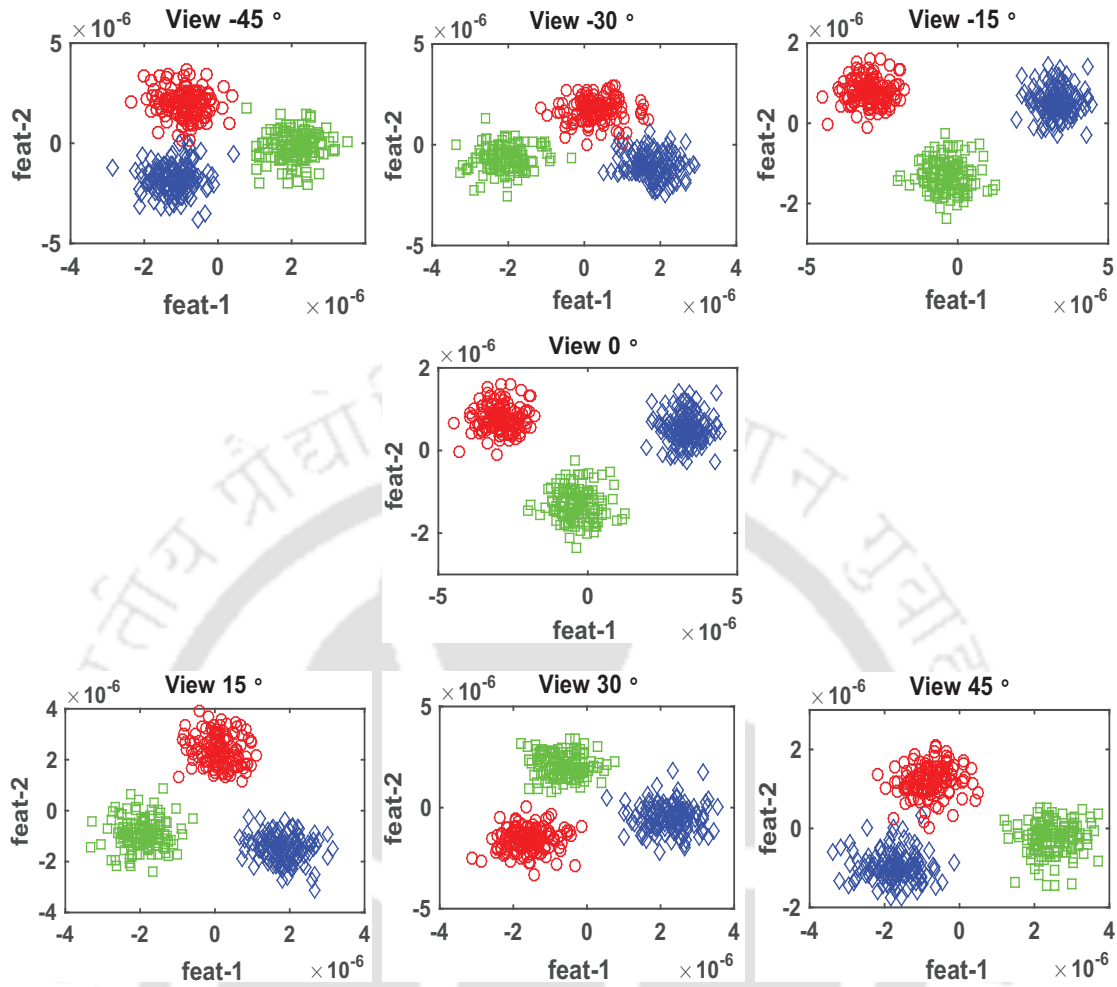 View -45 °
View -30 °
View -15 °
×10⁻⁶
×10⁻⁶
×10⁻⁶
5
0
-5
feat-2
-4 -2 0 2 4
feat-1
×10⁻⁶
5
0
-5
feat-2
-4 -2 0 2 4
feat-1
×10⁻⁶
2
0
-2
feat-2
-5 0 5
feat-1
×10⁻⁶
View 0 °
×10⁻⁶
2
0
-2
feat-2
-5 0 5
feat-1
×10⁻⁶
View 15 °
View 30 °
View 45 °
×10⁻⁶
×10⁻⁶
×10⁻⁶
4
2
0
-2
-4
feat-2
-4 -2 0 2 4
feat-1
×10⁻⁶
5
0
-5
feat-2
-4 -2 0 2 4
feat-1
×10⁻⁶
2
0
-2
feat-2
-4 -2 0 2 4
feat-1
×10⁻⁶